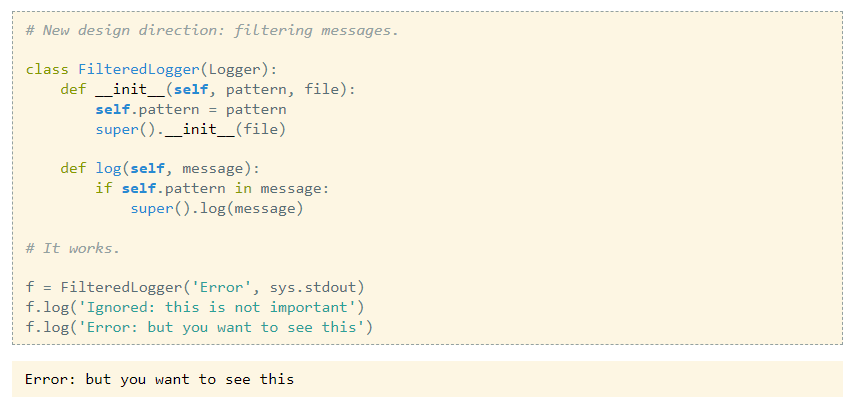 # New design direction: filtering messages.
class FilteredLogger(Logger):
    def __init__(self, pattern, file):
        self.pattern = pattern
        super().__init__(file)
    def log(self, message):
        if self.pattern in message:
            super().log(message)
# It works.
f = FilteredLogger('Error', sys.stdout)
f.log('Ignored: this is not important')
f.log('Error: but you want to see this')
Error: but you want to see this